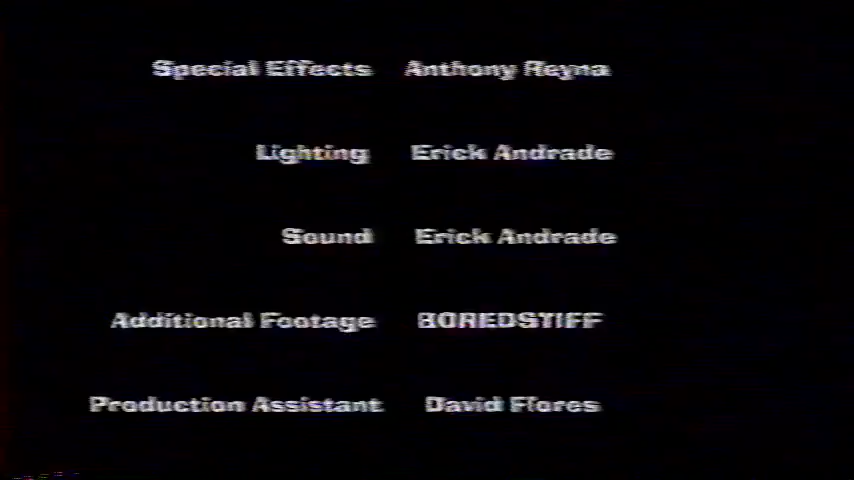 Special Effects Anthony Reyna
Lighting Erick Andrade
Sound Erick Andrade
Additional Footage BOREDSTIFF
Production Assistant David Flores